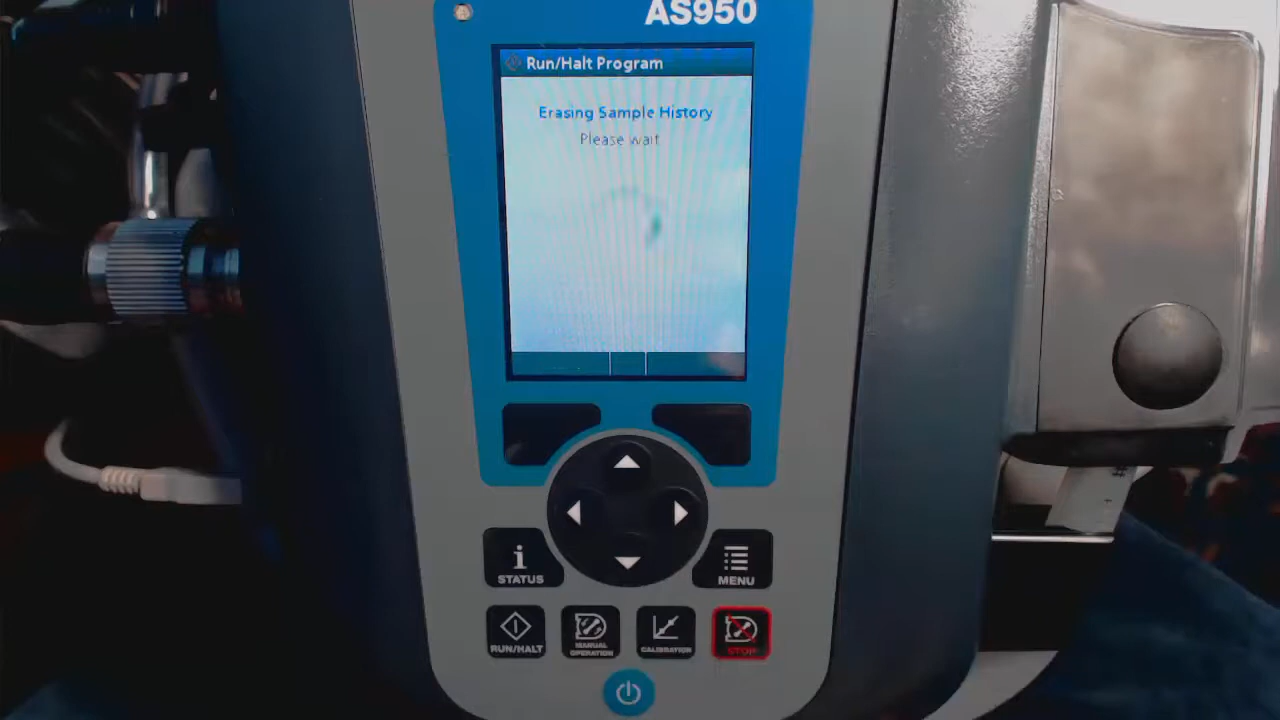 AS950
Run/Halt Program
Erasing Sample History
Please wait
STATUS
MENU
RUN/HALT
MANUAL
OPERATION
CALIBRATION
STOP